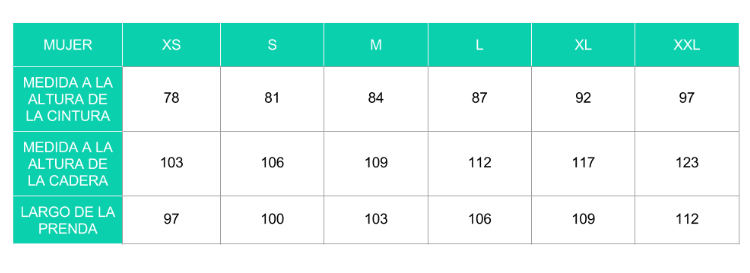 MUJER XS S M L XL XXL
MEDIDA A LA
ALTURA DE
LA CINTURA 78 81 84 87 92 97
MEDIDA A LA
ALTURA DE
LA CADERA 103 106 109 112 117 123
LARGO DE LA
PRENDA 97 100 103 106 109 112